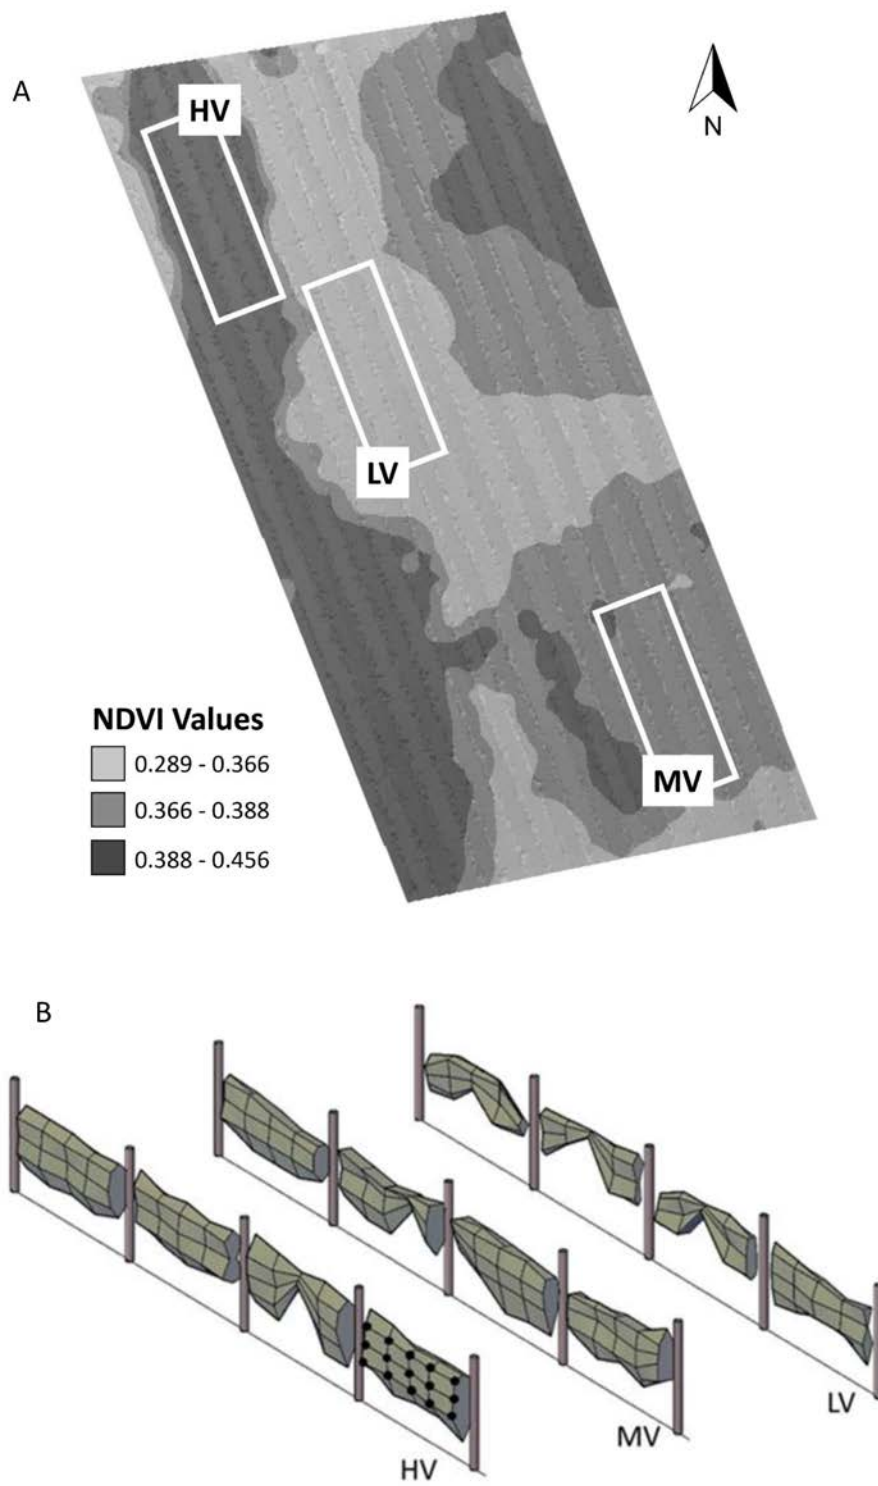 A
HV
N
LV
MV
NDVI Values
0.289 - 0.366
0.366 - 0.388
0.388 - 0.456
B
LV
MV
HV